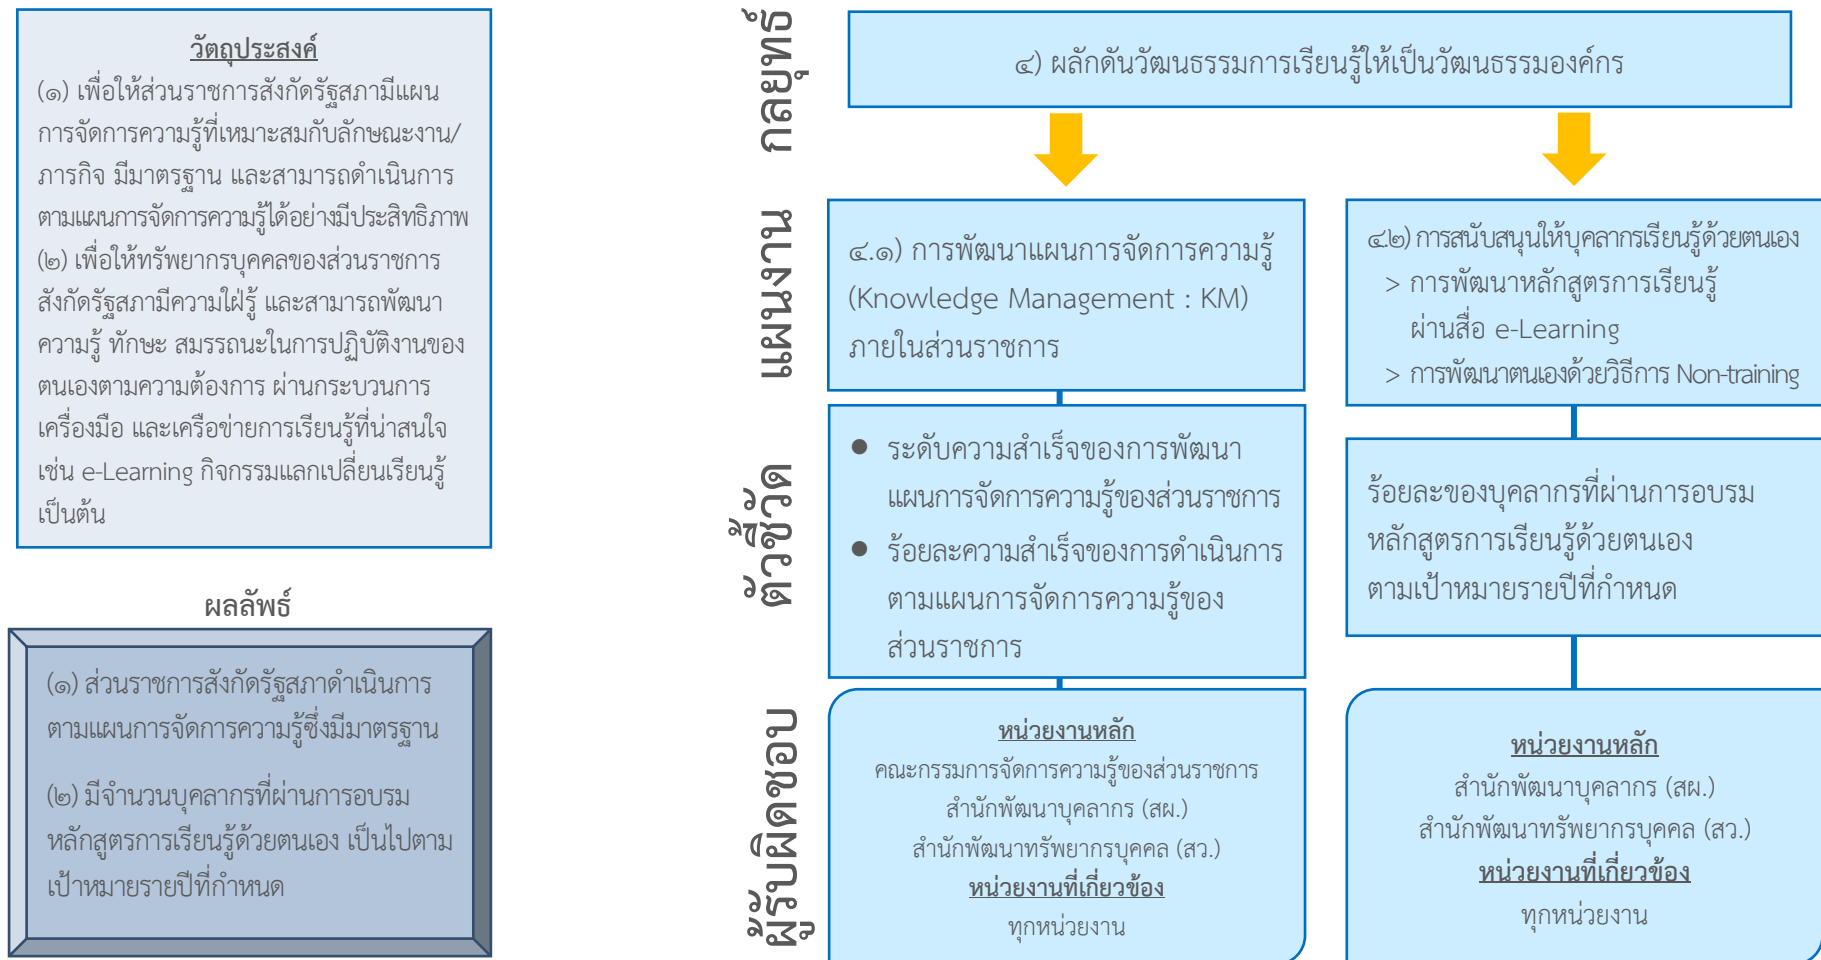 วัตถุประสงค์
(๑) เพื่อให้ส่วนราชการสังกัดรัฐสภามีแผน
การจัดการความรู้ที่เหมาะสมกับลักษณะงาน/
ภารกิจ มีมาตรฐาน และสามารถดำเนินการ
ตามแผนการจัดการความรู้ได้อย่างมีประสิทธิภาพ
(๒) เพื่อให้ทรัพยากรบุคคลของส่วนราชการ
สังกัดรัฐสภามีความใฝ่รู้ และสามารถพัฒนา
ความรู้ ทักษะ สมรรถนะในการปฏิบัติงานของ
ตนเองตามความต้องการ ผ่านกระบวนการ
เครื่องมือ และเครือข่ายการเรียนรู้ที่น่าสนใจ
เช่น e-Learning กิจกรรมแลกเปลี่ยนเรียนรู้
เป็นต้น
ผลลัพธ์
(๑) ส่วนราชการสังกัดรัฐสภาดำเนินการ
ตามแผนการจัดการความรู้ซึ่งมีมาตรฐาน
(๒) มีจำนวนบุคลากรที่ผ่านการอบรม
หลักสูตรการเรียนรู้ด้วยตนเอง เป็นไปตาม
เป้าหมายรายปีที่กำหนด
กลยุทธ์
๔) ผลักดันวัฒนธรรมการเรียนรู้ให้เป็นวัฒนธรรมองค์กร
แผนงาน
๔.๑) การพัฒนาแผนการจัดการความรู้
(Knowledge Management : KM)
ภายในส่วนราชการ
๔.๒) การสนับสนุนให้บุคลากรเรียนรู้ด้วยตนเอง
> การพัฒนาหลักสูตรการเรียนรู้
ผ่านสื่อ e-Learning
> การพัฒนาตนเองด้วยวิธีการ Non-training
ตัวชี้วัด
● ระดับความสำเร็จของการพัฒนา
แผนการจัดการความรู้ของส่วนราชการ
● ร้อยละความสำเร็จของการดำเนินการ
ตามแผนการจัดการความรู้ของ
ส่วนราชการ
ร้อยละของบุคลากรที่ผ่านการอบรม
หลักสูตรการเรียนรู้ด้วยตนเอง
ตามเป้าหมายรายปีที่กำหนด
ผู้รับผิดชอบ
หน่วยงานหลัก
คณะกรรมการจัดการความรู้ของส่วนราชการ
สำนักพัฒนาบุคลากร (สผ.)
สำนักพัฒนาทรัพยากรบุคคล (สว.)
หน่วยงานที่เกี่ยวข้อง
ทุกหน่วยงาน
หน่วยงานหลัก
สำนักพัฒนาบุคลากร (สผ.)
สำนักพัฒนาทรัพยากรบุคคล (สว.)
หน่วยงานที่เกี่ยวข้อง
ทุกหน่วยงาน